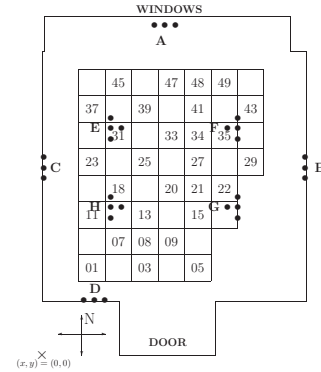 WINDOWS
A
45 47 48 49
37 39 41 43
E F
31 33 34 35
C 23 25 27 29
18 20 21 22
H G
11 13 15
07 08 09
01 03 05
D
N
DOOR
(x, y) = (0, 0)